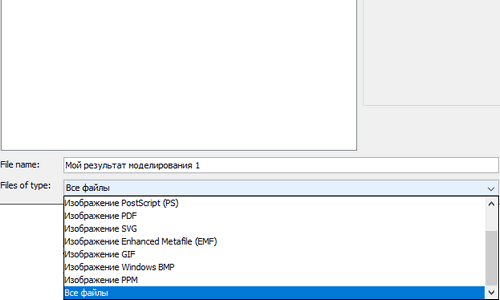 File name:
Мой результат моделирования 1
Files of type:
Все файлы
Изображение PostScript (PS)
Изображение PDF
Изображение SVG
Изображение Enhanced Metafile (EMF)
Изображение GIF
Изображение Windows BMP
Изображение PPM
Все файлы